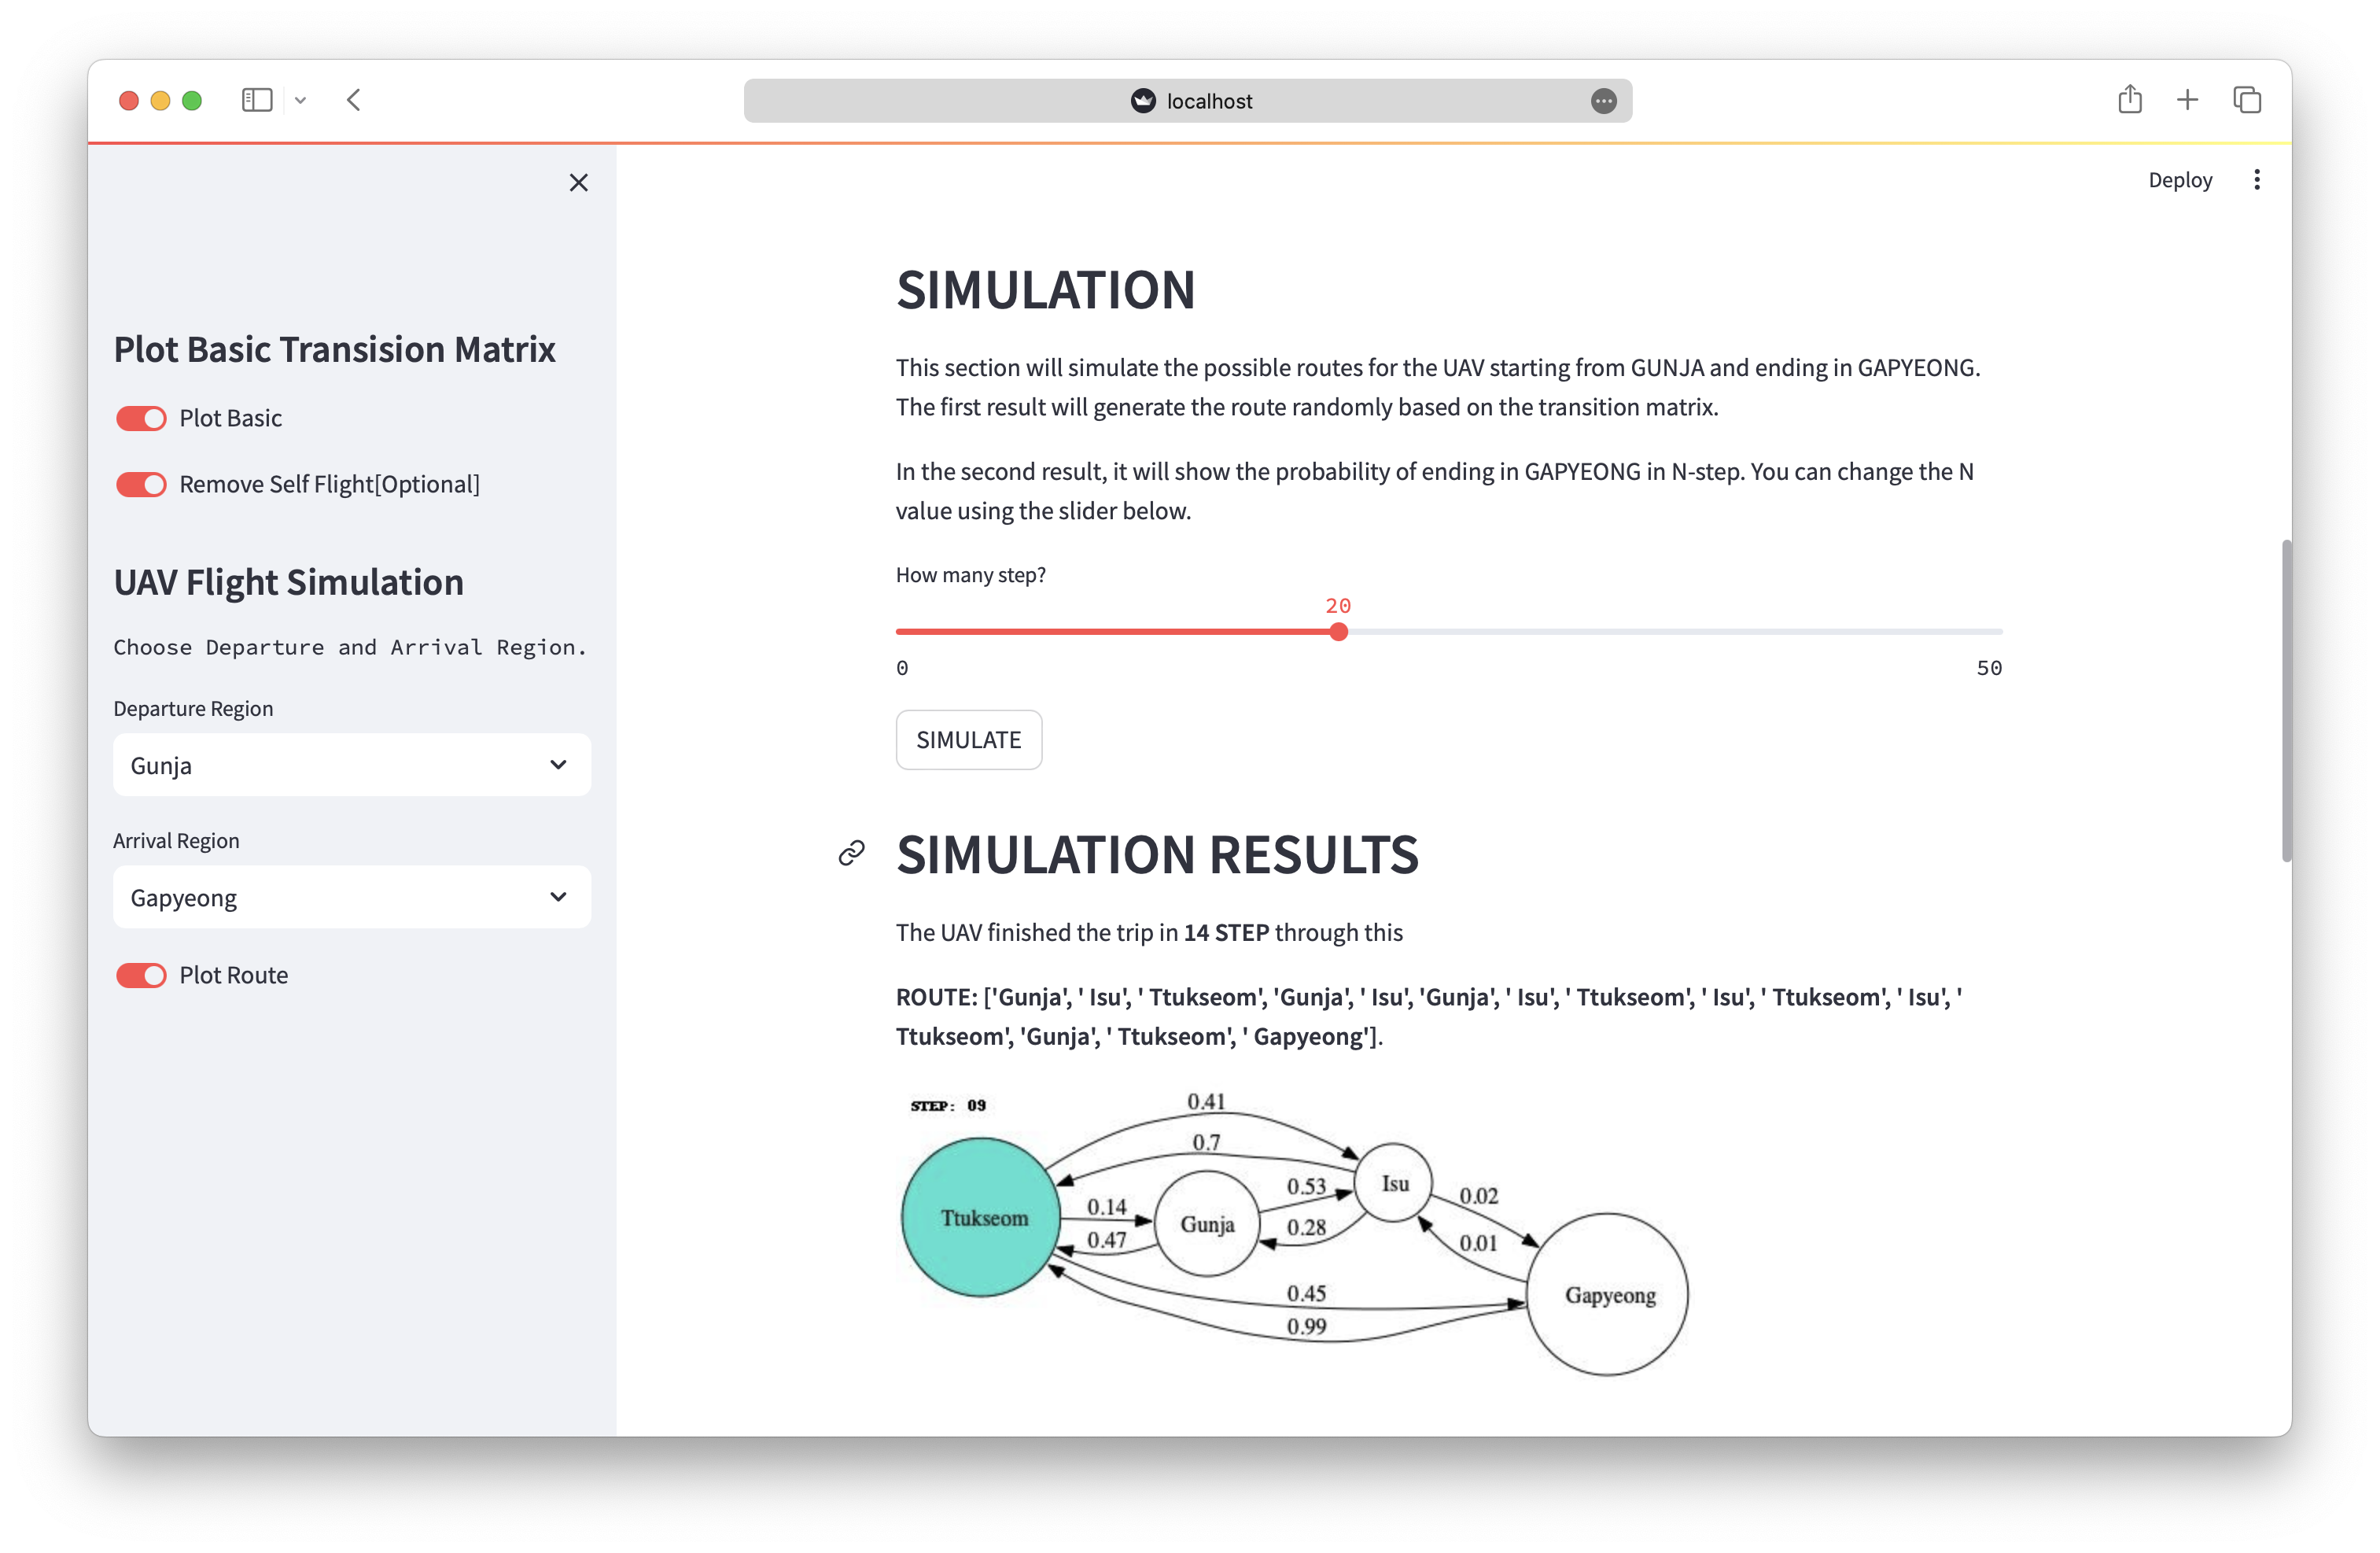 localhost
Deploy
Plot Basic Transision Matrix
Plot Basic
Remove Self Flight[Optional]
UAV Flight Simulation
Choose Departure and Arrival Region.
Departure Region
Gunja
Arrival Region
Gapyeong
Plot Route
SIMULATION
This section will simulate the possible routes for the UAV starting from GUNJA and ending in GAPYEONG.
The first result will generate the route randomly based on the transition matrix.
In the second result, it will show the probability of ending in GAPYEONG in N-step. You can change the N
value using the slider below.
How many step?
20
0
50
SIMULATE
SIMULATION RESULTS
The UAV finished the trip in 14 STEP through this
ROUTE: ['Gunja', ' Isu', ' Ttukseom', 'Gunja', ' Isu', 'Gunja', ' Isu', ' Ttukseom', ' Isu', ' Ttukseom', ' Isu', '
Ttukseom', 'Gunja', ' Ttukseom', ' Gapyeong'].
STEP: 09
0.41
0.7
Isu
0.53
0.02
0.14
Ttukseom
Gunja
0.28
0.47
0.01
0.45
Gapyeong
0.99